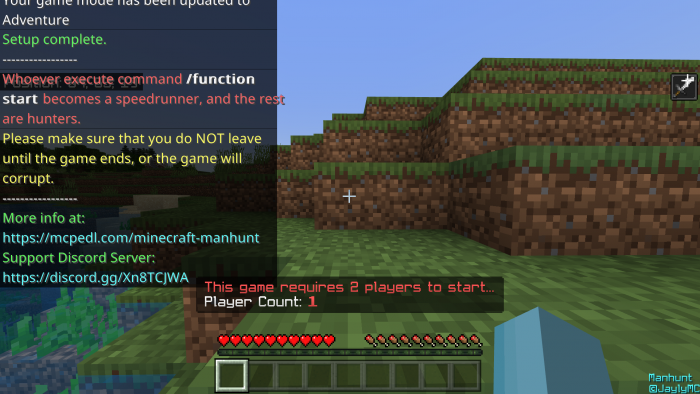 Your game mode has been updated to
Adventure
Setup complete.
----------------
Whoever execute command /function
start becomes a speedrunner, and the rest
are hunters.
Please make sure that you do NOT leave
until the game ends, or the game will
corrupt.
----------------
More info at:
https://mcpedl.com/minecraft-manhunt
Support Discord Server:
https://discord.gg/Xn8TCJWA
This game requires 2 players to start...
Player Count: 1
Manhunt
@JaylyMC